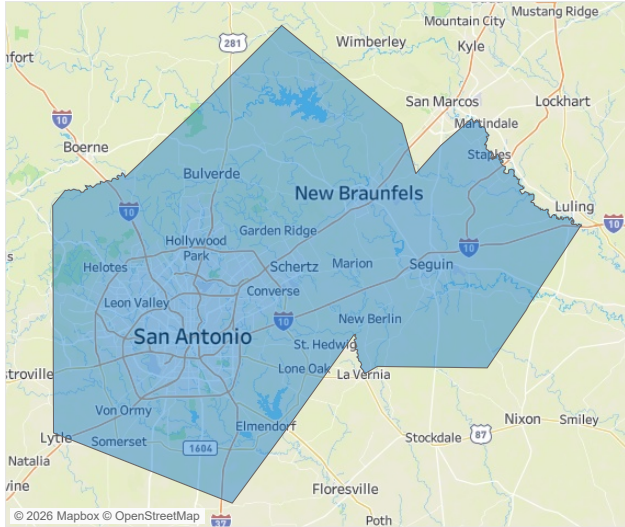 Mustang Ridge
Mountain City
281
Wimberley
Kyle
mfort
San Marcos
Lockhart
10
Martindale
Boerne
Staples
Bulverde
New Braunfels
Luling
10
10
Garden Ridge
Hollywood
Park
10
Helotes
Schertz
Marion
Seguin
Converse
Leon Valley
10
New Berlin
San Antonio
St. Hedwig
Lone Oak
La Vernia
stroville
Von Ormy
Nixon
Smiley
Elmendorf
Lytle
Somerset
1604
Stockdale
87
Natalia
vine
Floresville
37
Poth
© 2026 Mapbox © OpenStreetMap